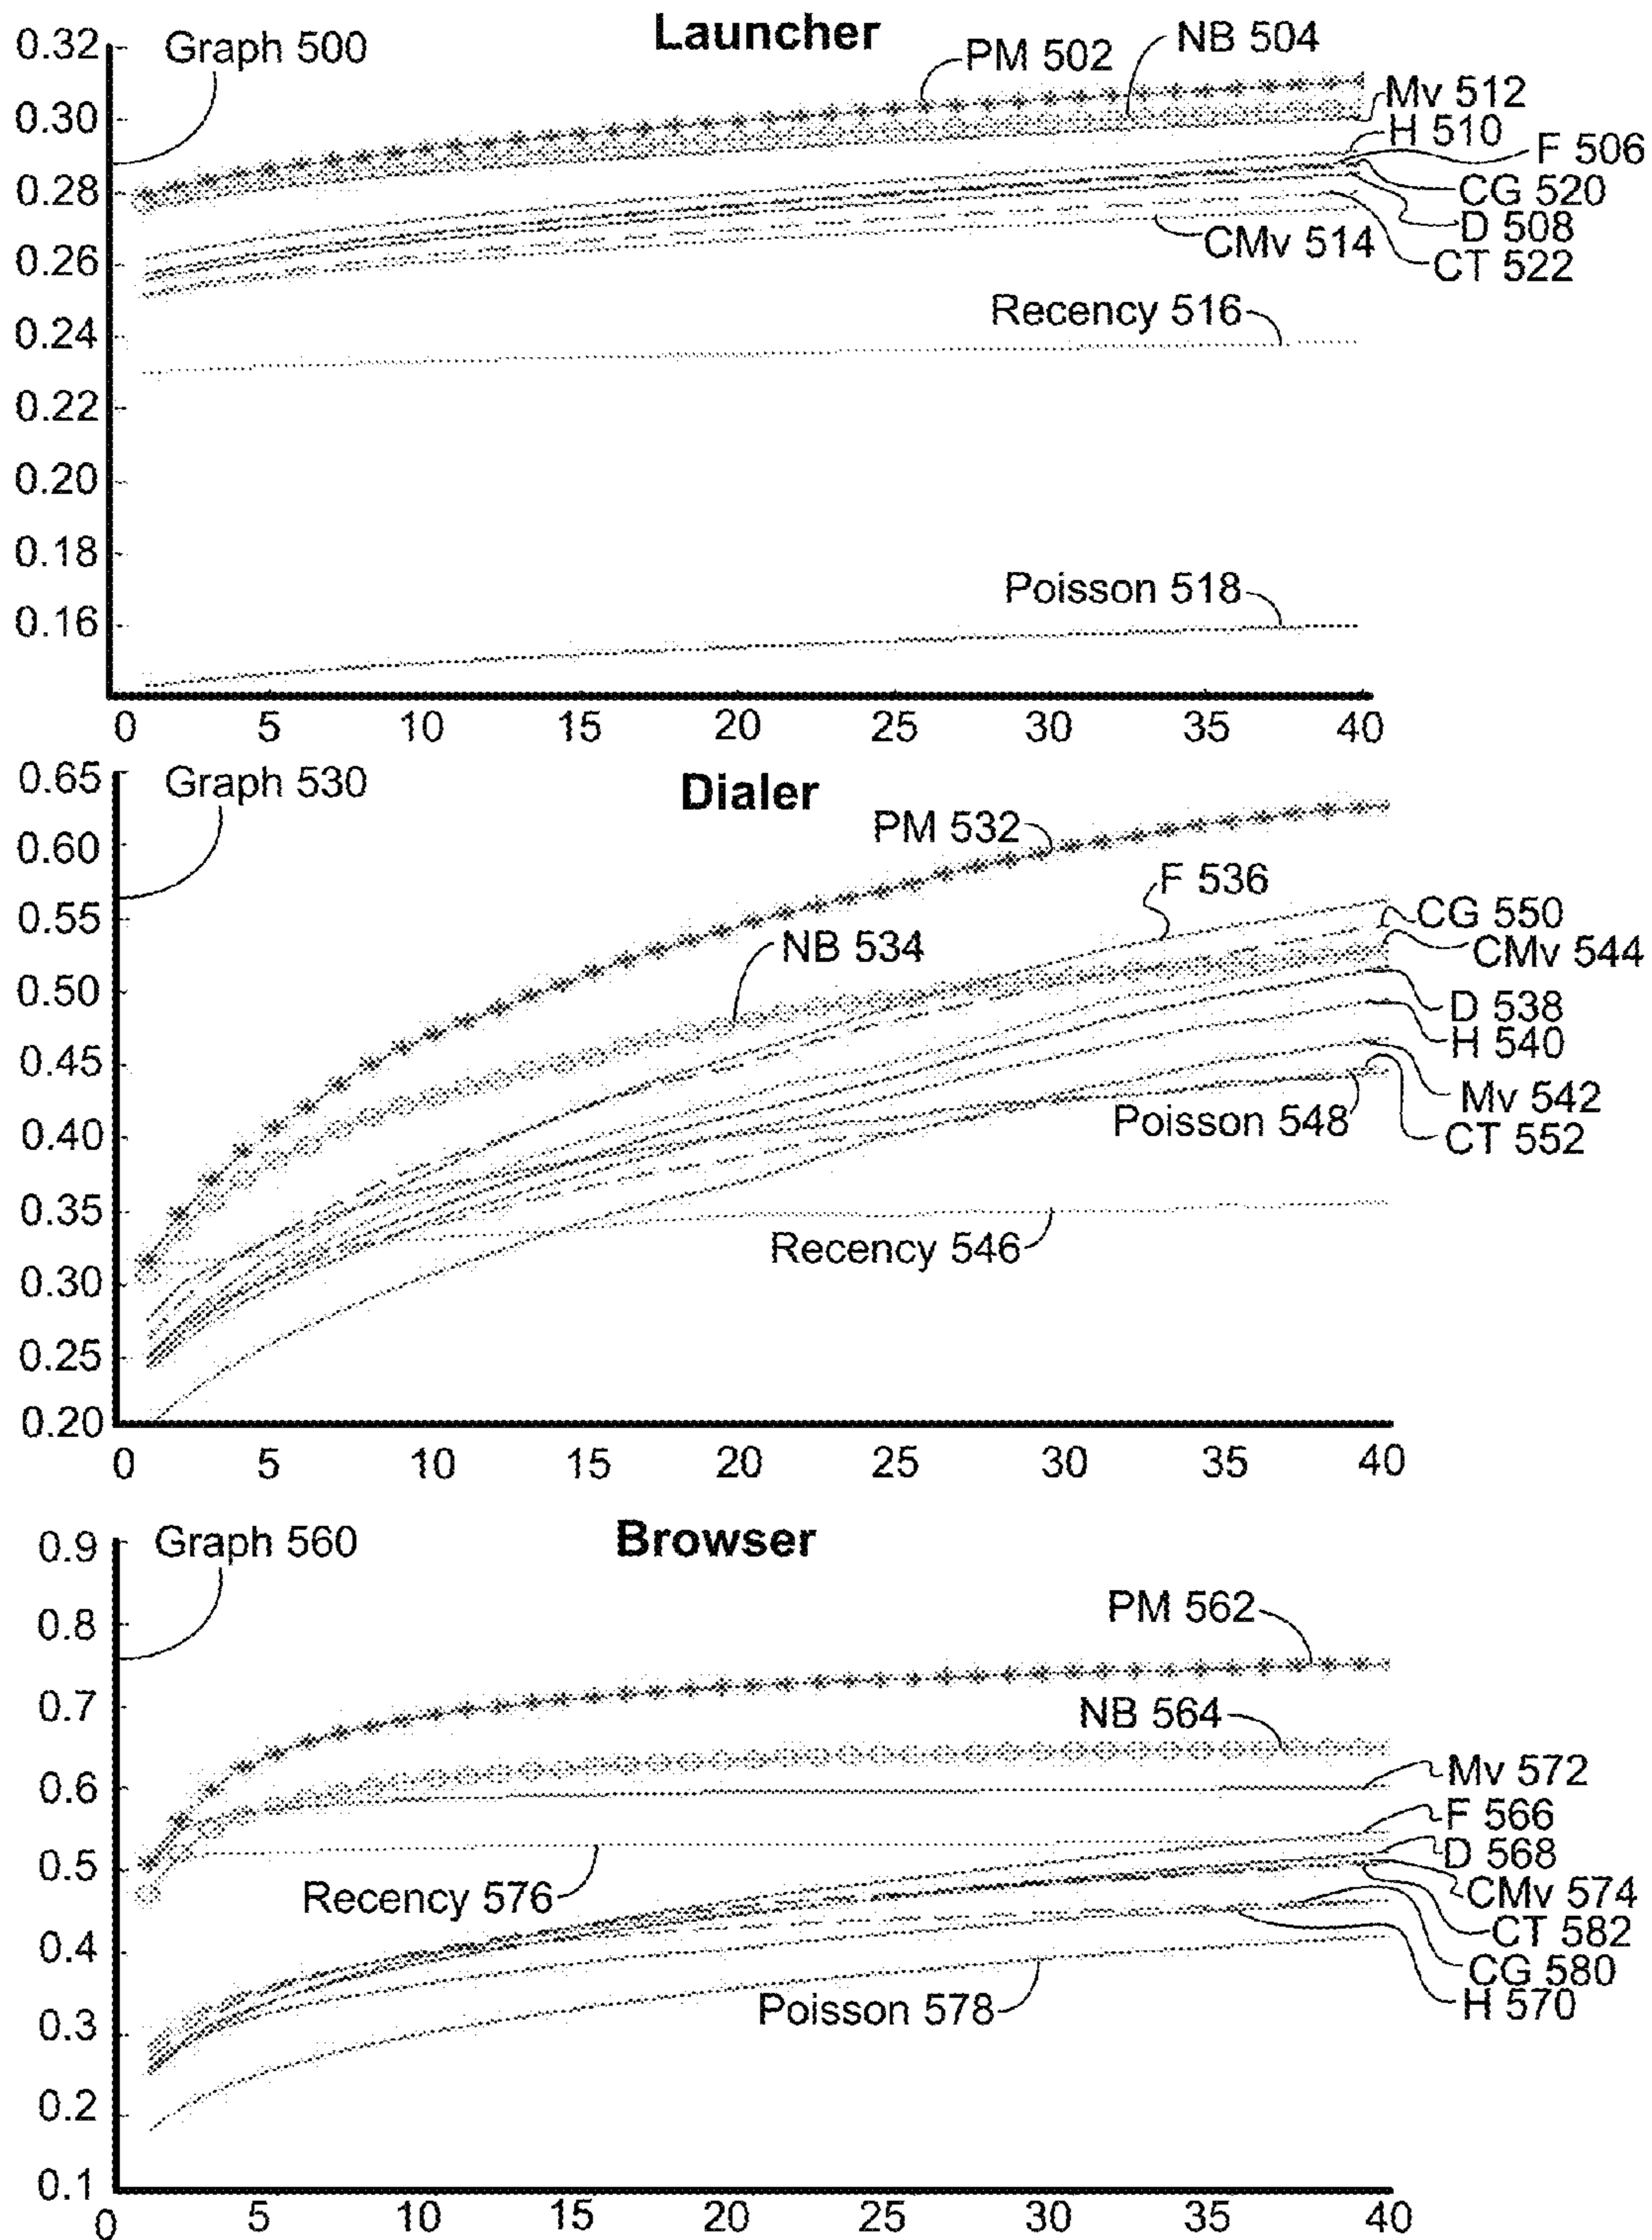 Launcher
0.32
Graph 500
PM 502
NB 504
0.30
Mv 512
H 510
F 506
0.28
CG 520
D 508
0.26
CMv 514
CT 522
0.24
Recency 516
0.22
0.20
0.18
Poisson 518
0.16
0 5 10 15 20 25 30 35 40
Dialer
0.65
Graph 530
PM 532
0.60
F 536
0.55
CG 550
NB 534
CMv 544
0.50
D 538
H 540
0.45
Mv 542
Poisson 548
0.40
CT 552
0.35
Recency 546
0.30
0.25
0.20
0 5 10 15 20 25 30 35 40
Browser
0.9
Graph 560
0.8
PM 562
0.7
NB 564
0.6
Mv 572
F 566
0.5
D 568
Recency 576
CMv 574
CT 582
0.4
CG 580
H 570
Poisson 578
0.3
0.2
0.1
0 5 10 15 20 25 30 35 40